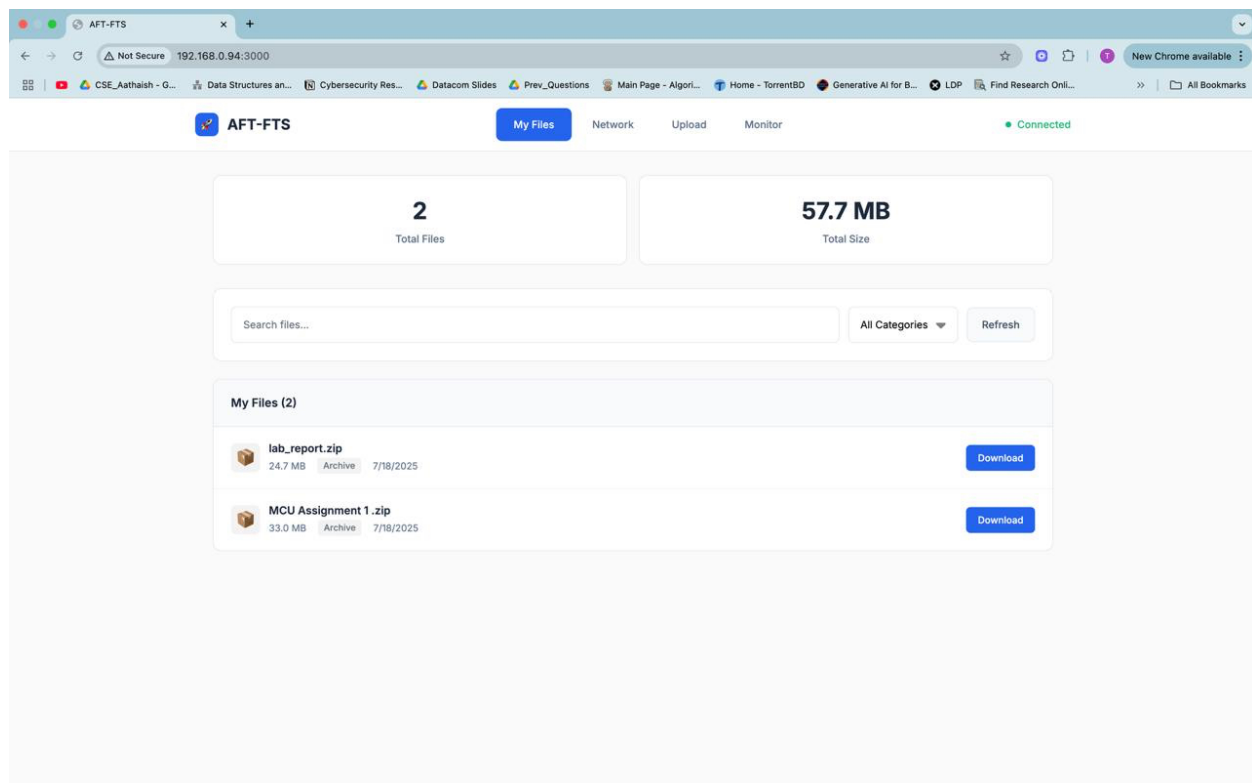 AFT-FTS
Not Secure 192.168.0.94:3000
T
New Chrome available
CSE_Aathaish - G... Data Structures an... Cybersecurity Res... Datacom Slides Prev_Questions Main Page - Algori... Home - TorrentBD Generative AI for B... LDP Find Research Onli... All Bookmarks
AFT-FTS My Files Network Upload Monitor Connected
2 57.7 MB
Total Files Total Size
Search files... All Categories Refresh
My Files (2)
lab_report.zip
24.7 MB Archive 7/18/2025 Download
MCU Assignment 1 .zip
33.0 MB Archive 7/18/2025 Download